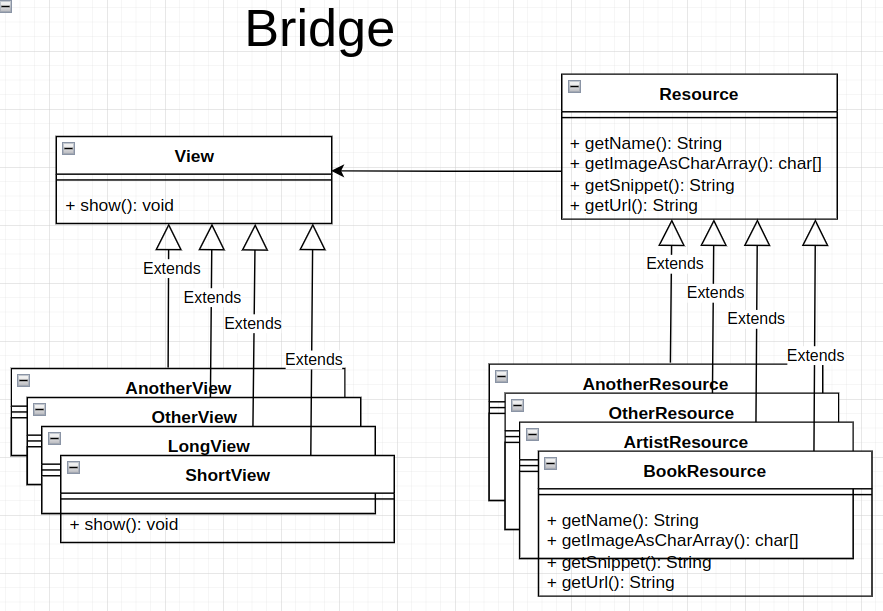 Bridge
View
+ show(): void
Resource
+ getName(): String
+ getImageAsCharArray(): char[]
+ getSnippet(): String
+ getUrl(): String
Extends
Extends
Extends
Extends
Extends
Extends
Extends
Extends
AnotherView
OtherView
LongView
ShortView
+ show(): void
AnotherResource
OtherResource
ArtistResource
BookResource
+ getName(): String
+ getImageAsCharArray(): char[]
+ getSnippet(): String
+ getUrl(): String